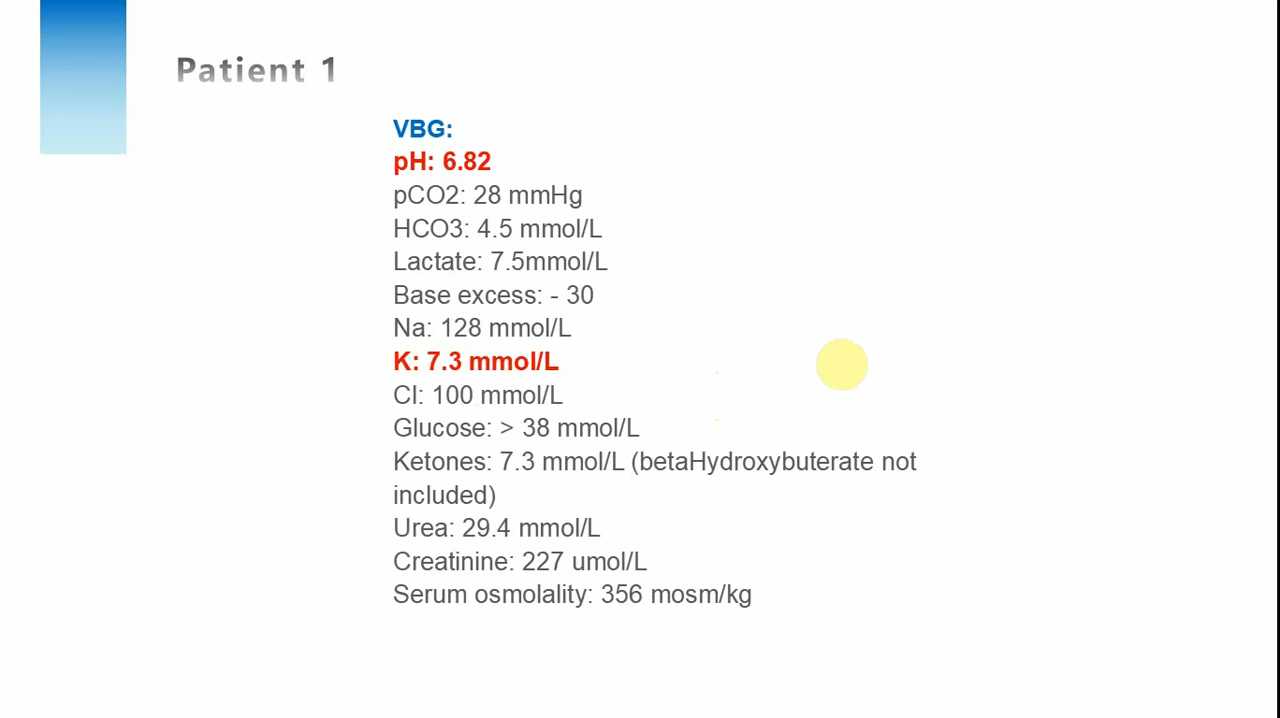 Patient 1
VBG:
pH: 6.82
pCO2: 28 mmHg
HCO3: 4.5 mmol/L
Lactate: 7.5mmol/L
Base excess: - 30
Na: 128 mmol/L
K: 7.3 mmol/L
Cl: 100 mmol/L
Glucose: > 38 mmol/L
Ketones: 7.3 mmol/L (betaHydroxybuterate not
included)
Urea: 29.4 mmol/L
Creatinine: 227 umol/L
Serum osmolality: 356 mosm/kg